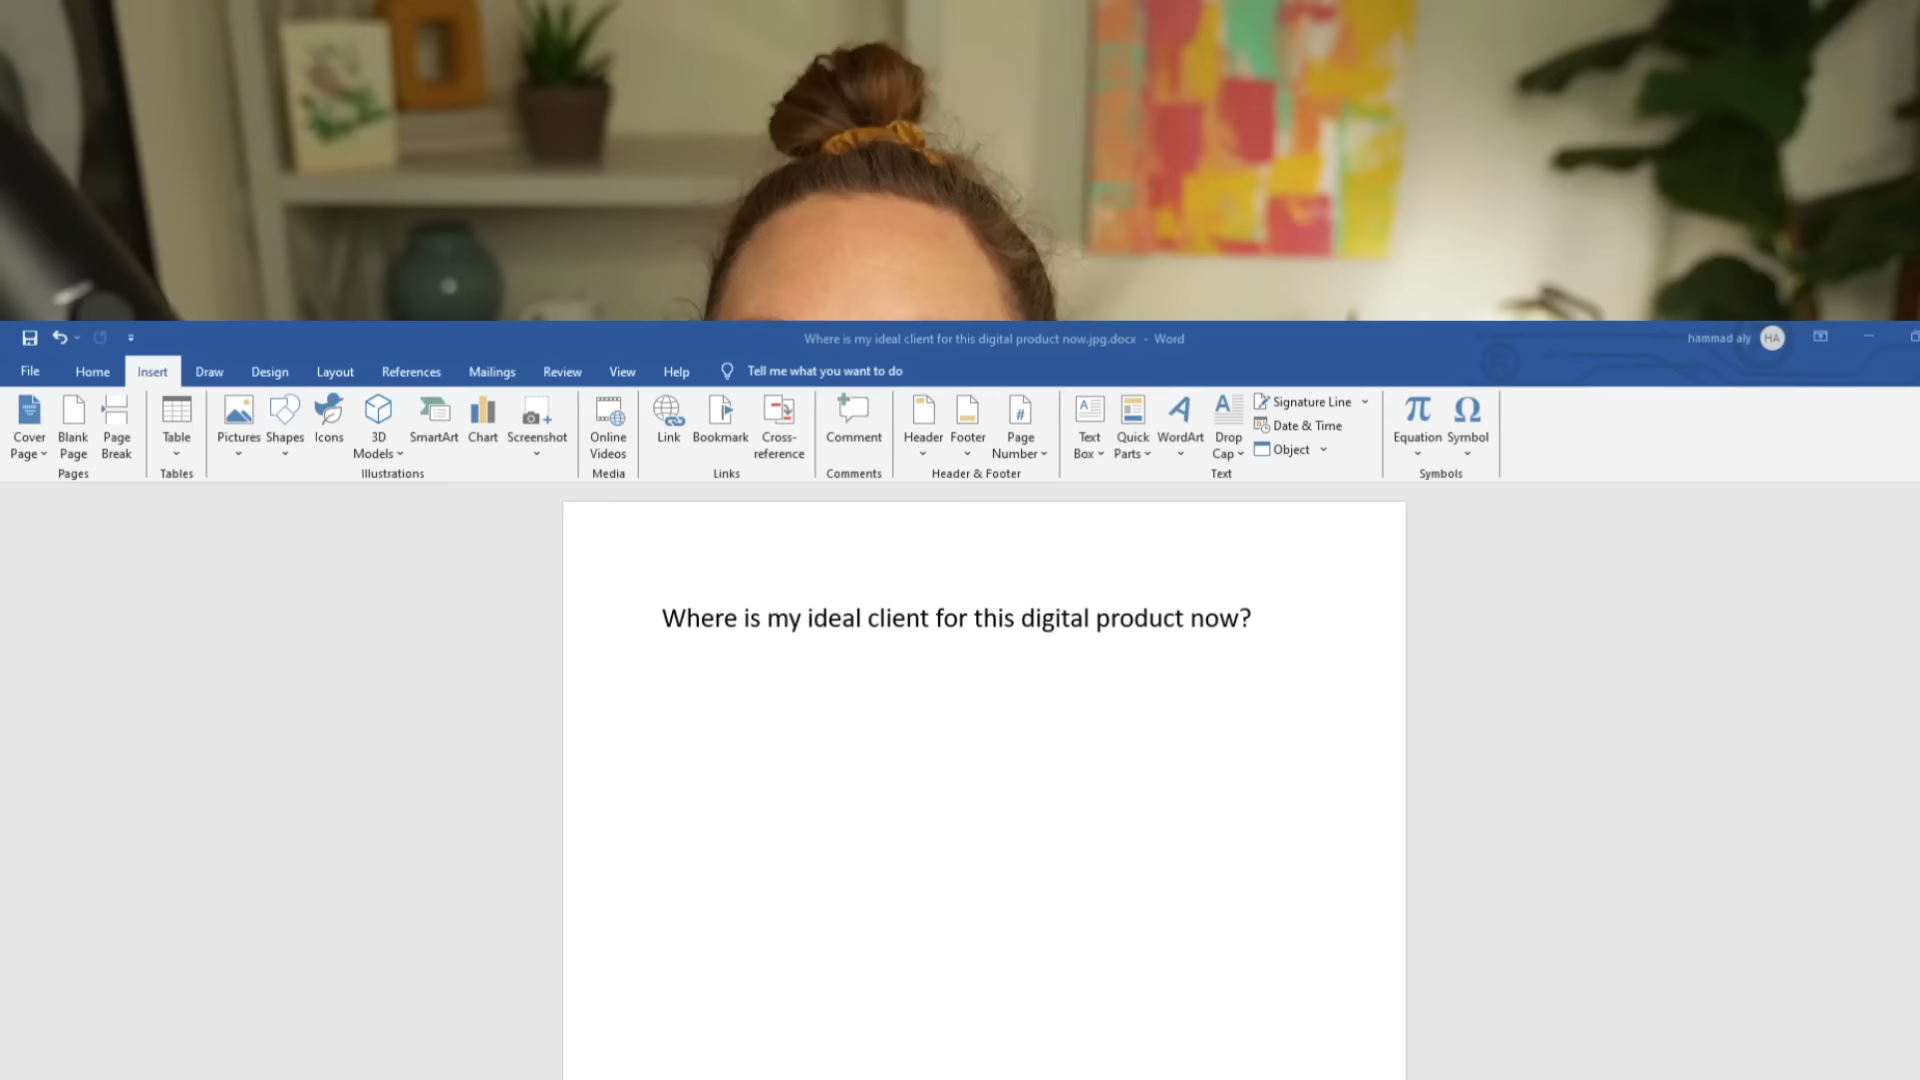 Where is my ideal client for this digital product now.jpg.docx - Word
hammad aly HA
File Home Insert Draw Design Layout References Mailings Review View Help Tell me what you want to do
Cover Page
Blank Page
Page Break
Pages
Table
Tables
Pictures
Shapes
Icons
3D Models
SmartArt
Chart
Screenshot
Illustrations
Online Videos
Media
Link
Bookmark
Cross-reference
Links
Comment
Comments
Header
Footer
Page Number
Header & Footer
Text Box
Quick Parts
WordArt
Drop Cap
Signature Line
Date & Time
Object
Text
Equation
Symbol
Symbols
Where is my ideal client for this digital product now?